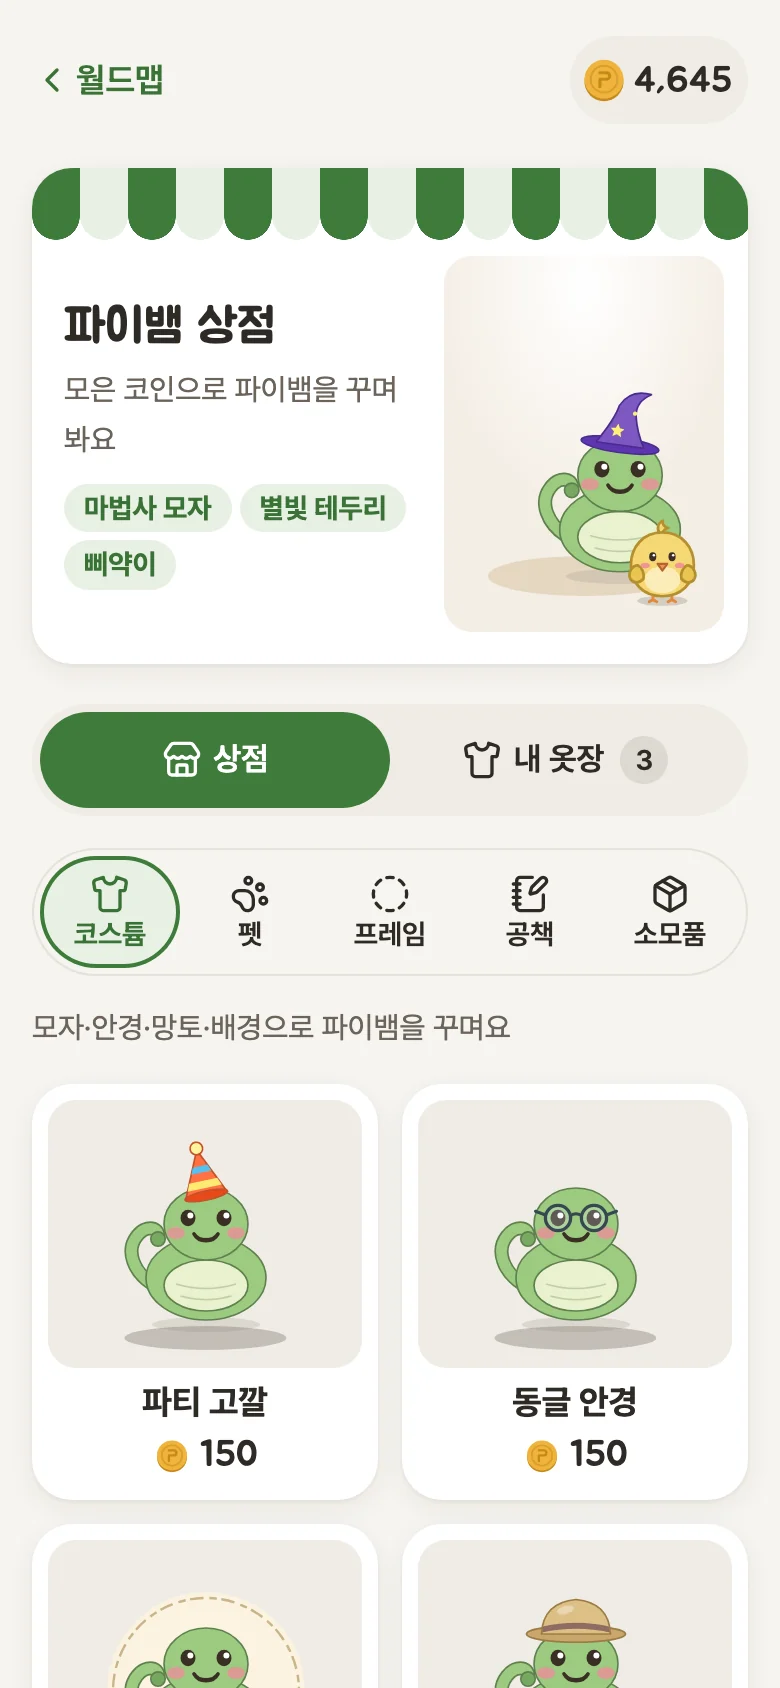 월드맵
4,645
파이뱀 상점
모은 코인으로 파이뱀을 꾸며
봐요
마법사 모자
별빛 테두리
삐약이
상점
내 옷장 3
코스튬
펫
프레임
공책
소모품
모자·안경·망토·배경으로 파이뱀을 꾸며요
파티 고깔
150
동글 안경
150